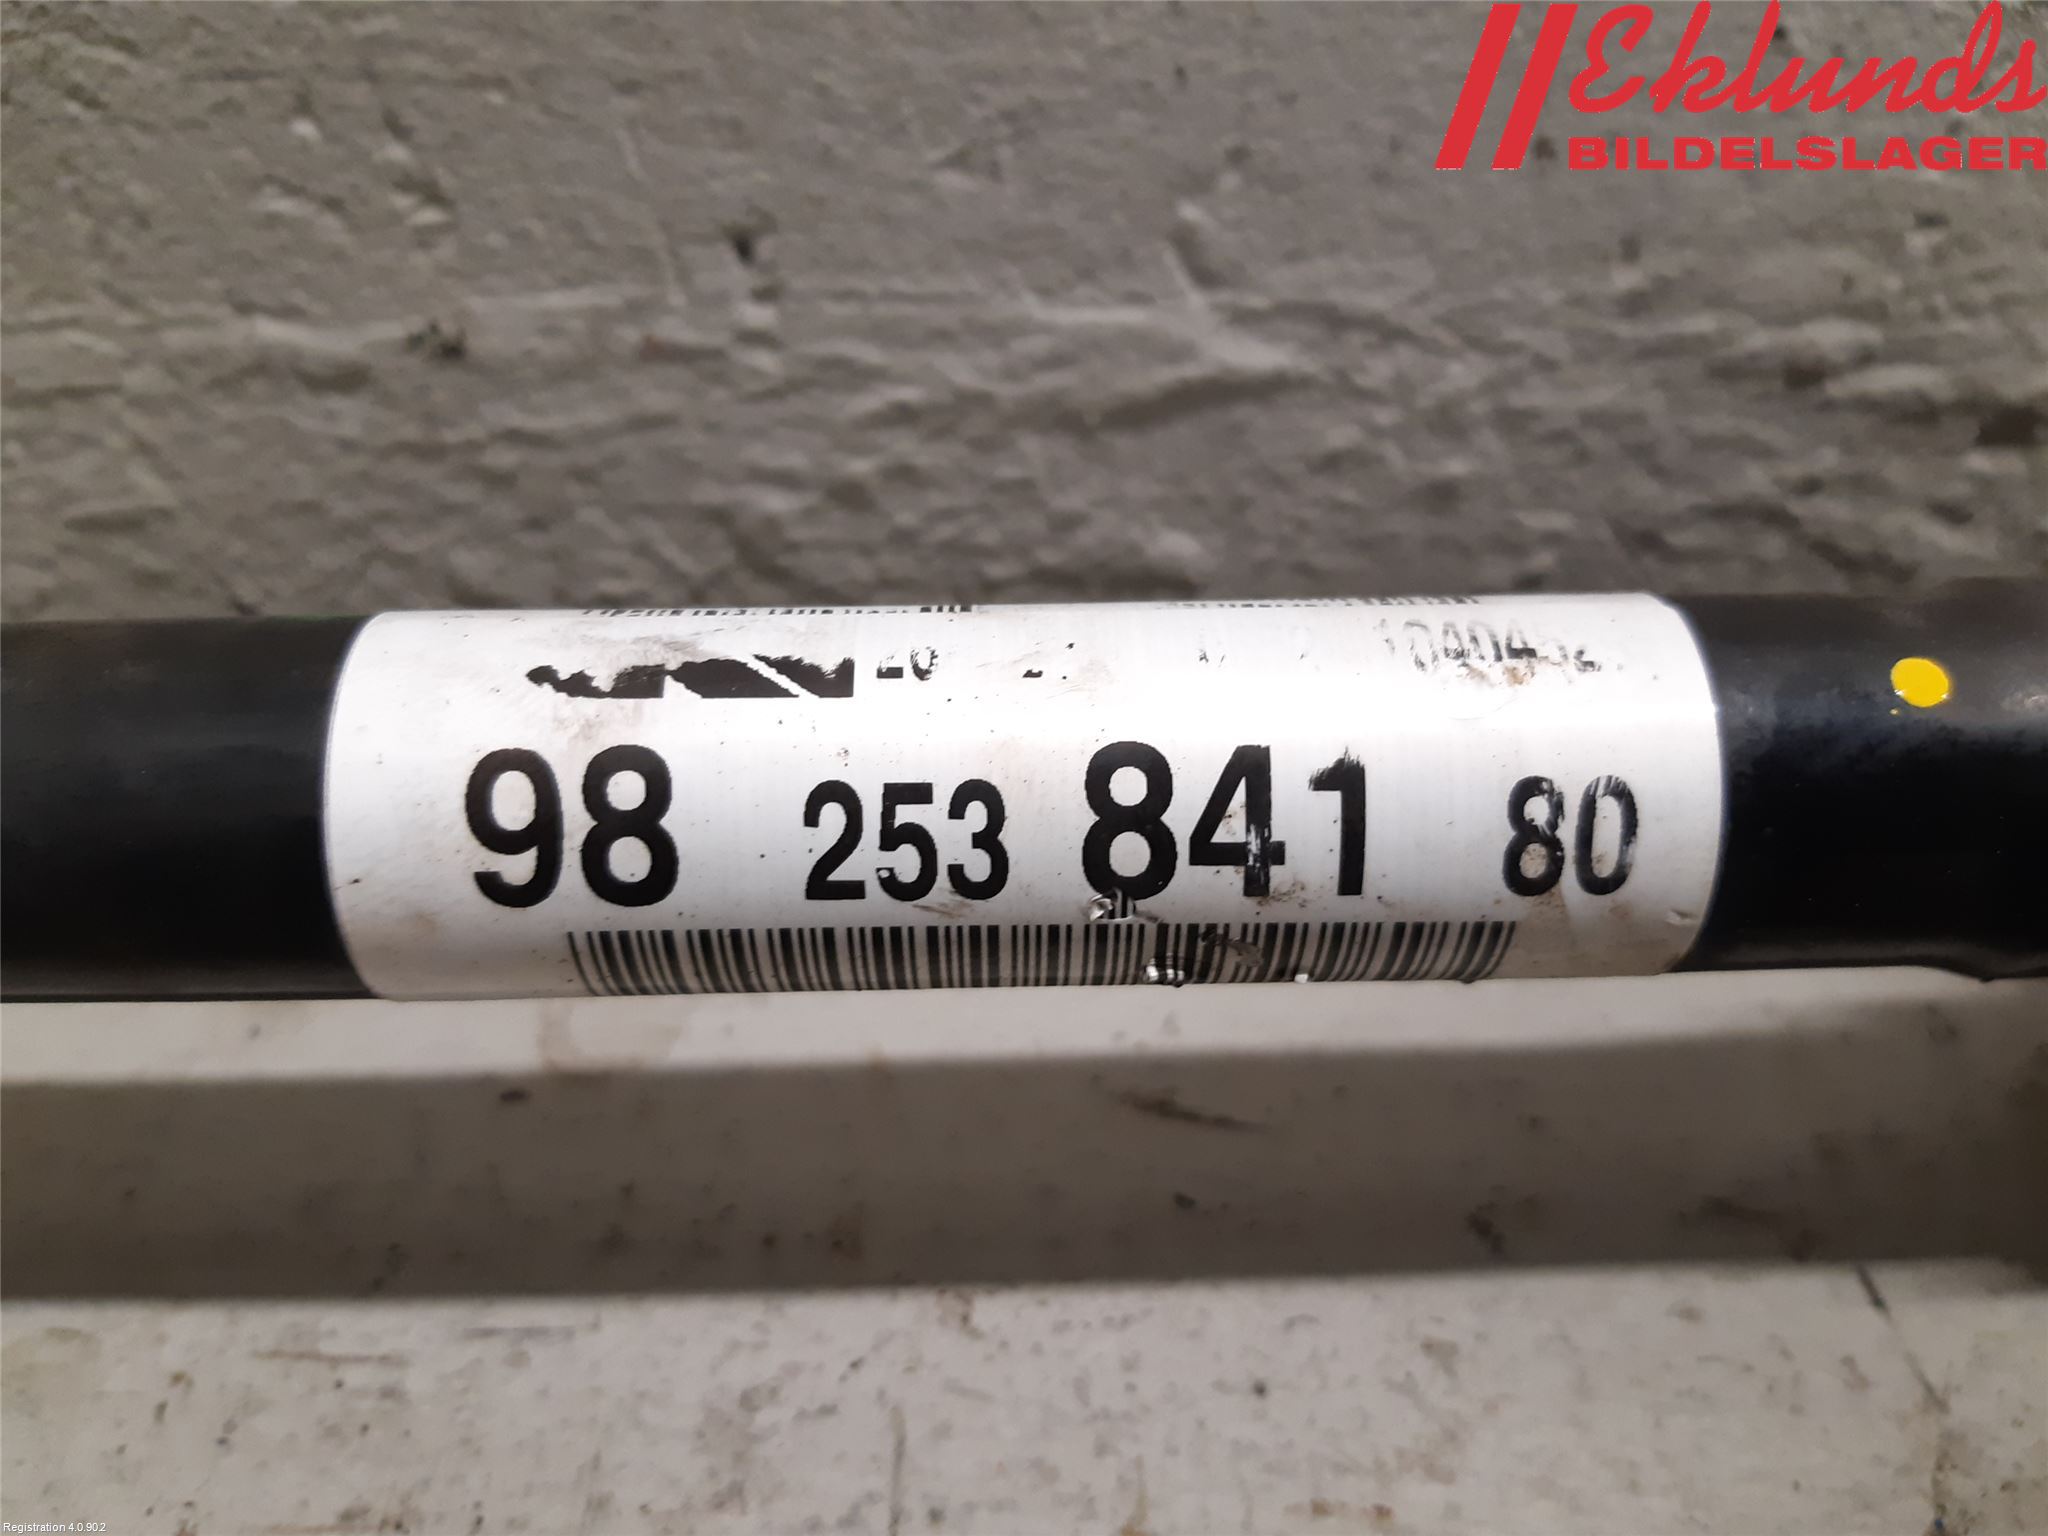 Eklunds
BILDELSLAGER
98 253 841 80
Registration 4.0.902